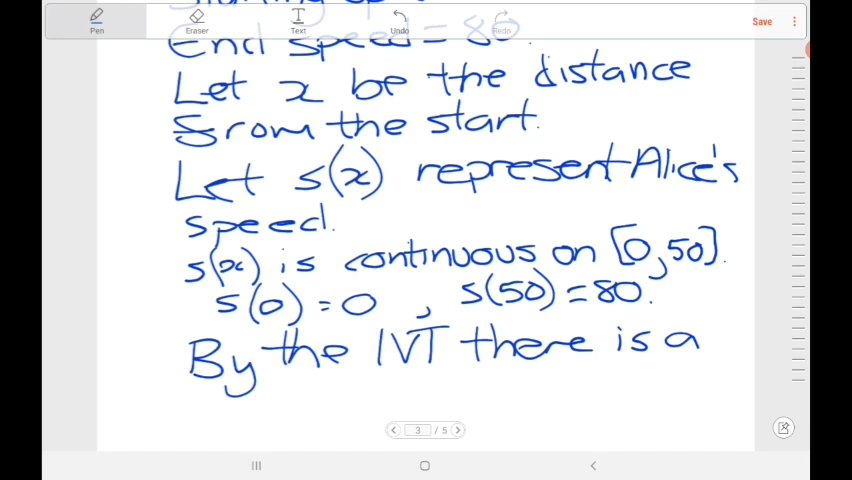 Pen Eraser Text Undo Redo Save
End speed = 80.
Let x be the distance
from the start.
Let s(x) represent Alice's
speed.
s(x) is continuous on [0,50].
s(0) = 0 , s(50) = 80.
By the IVT there is a
3 / 5